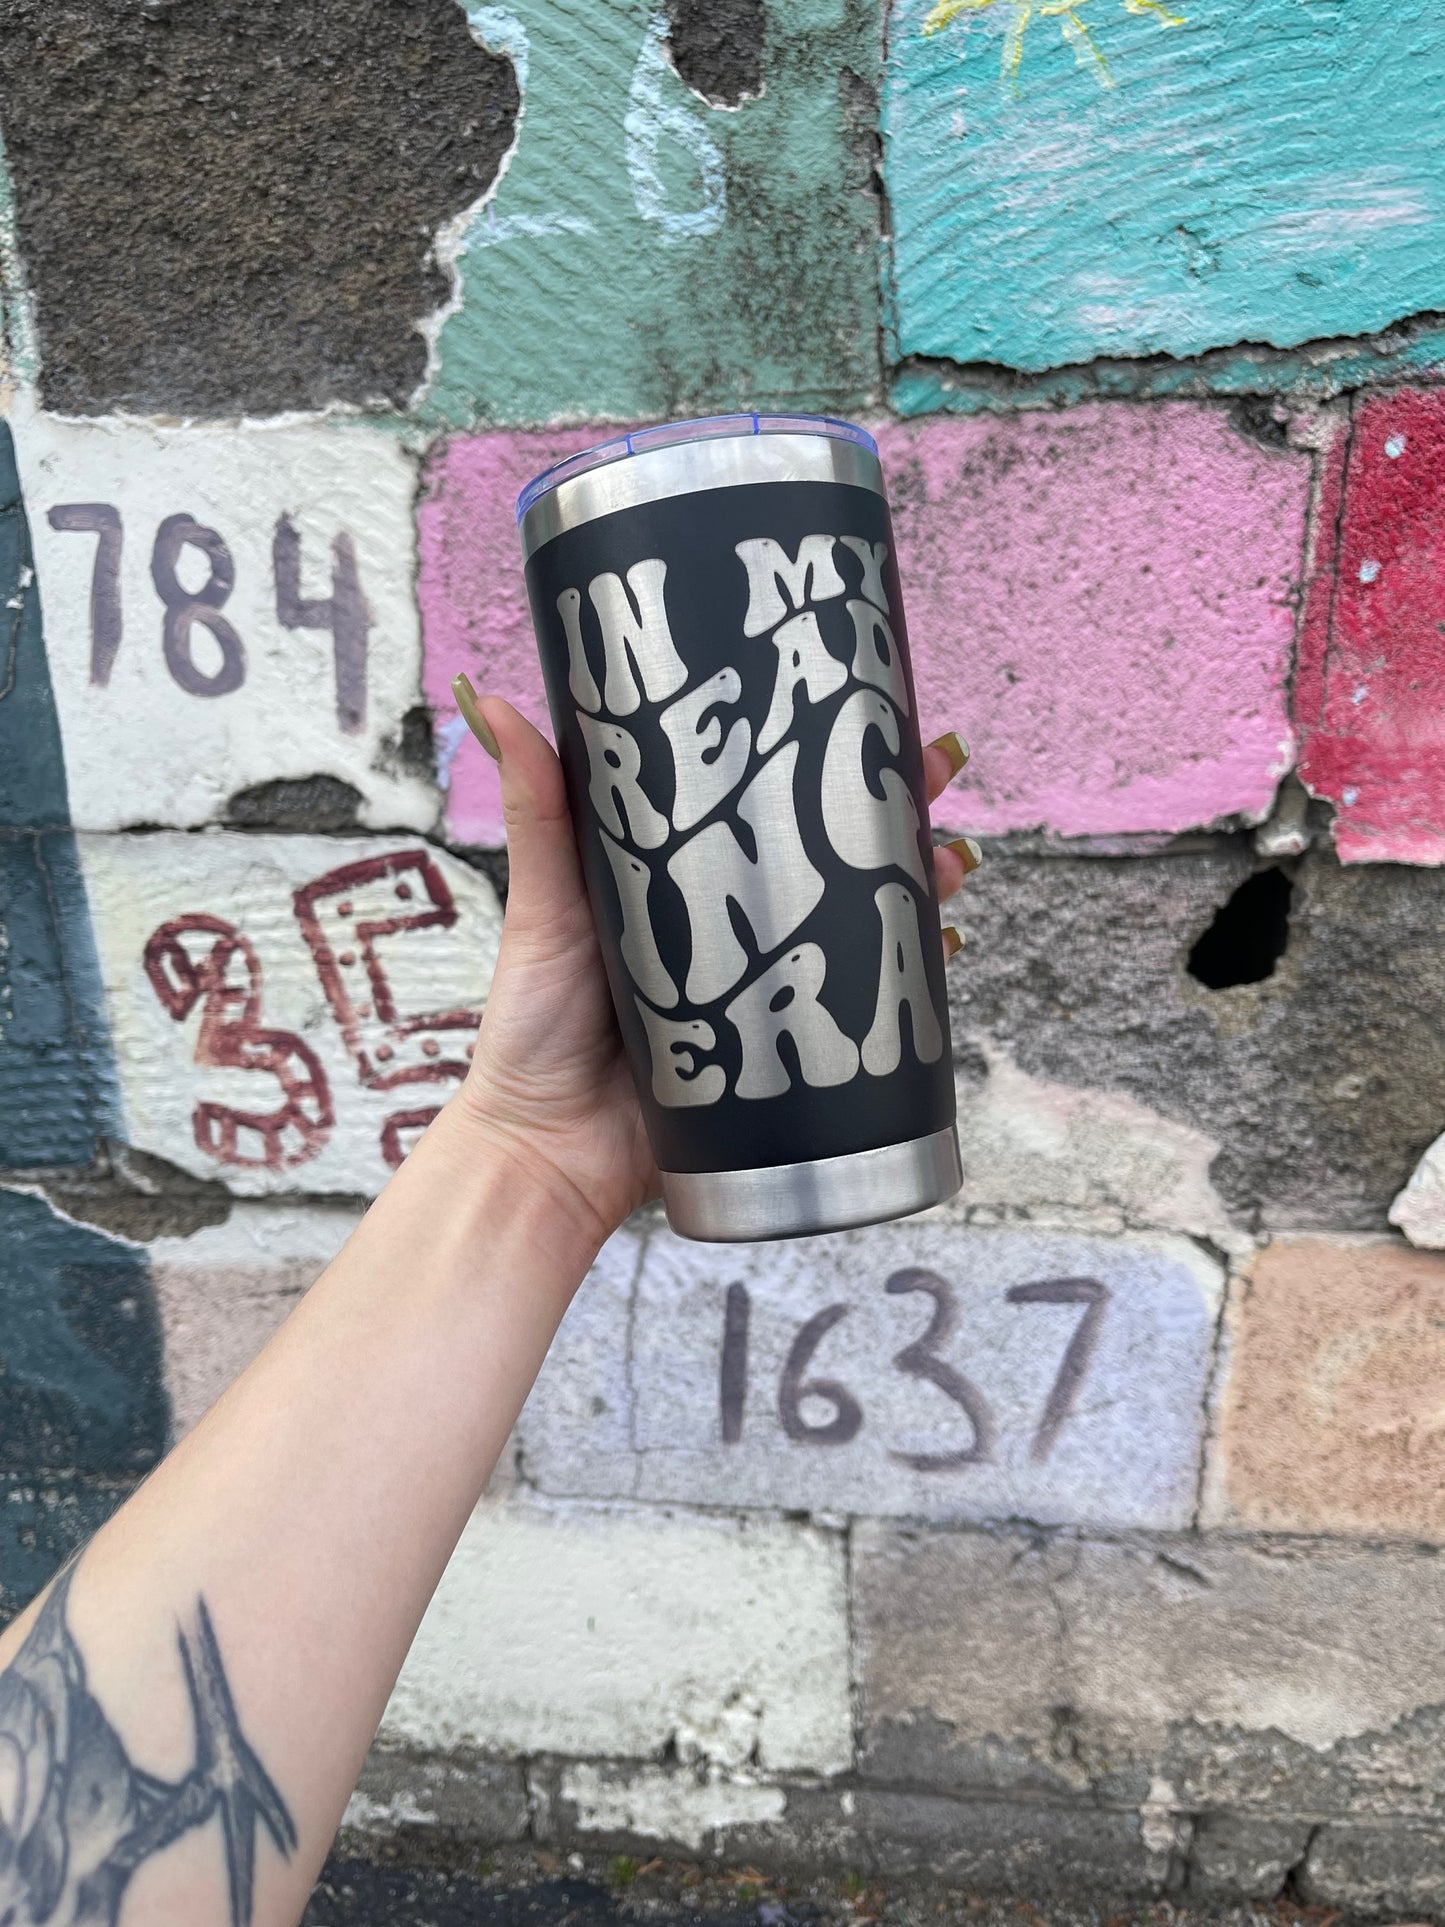 784
IN MY
READ
ING
ERA
1637